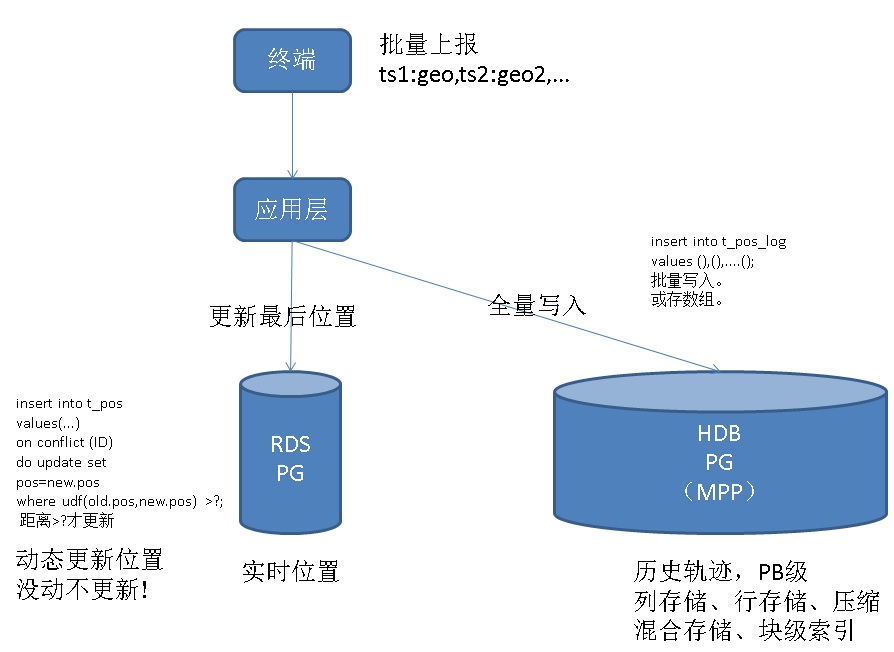 终端
批量上报
ts1:geo,ts2:geo2,...
应用层
更新最后位置
全量写入
insert into t_pos_log
values (),(),....();
批量写入。
或存数组。
insert into t_pos
values(...)
on conflict (ID)
do update set
pos=new.pos
where udf(old.pos,new.pos) >?;
距离>?才更新
动态更新位置
没动不更新！
RDS
PG
实时位置
HDB
PG
（MPP）
历史轨迹，PB级
列存储、行存储、压缩
混合存储、块级索引